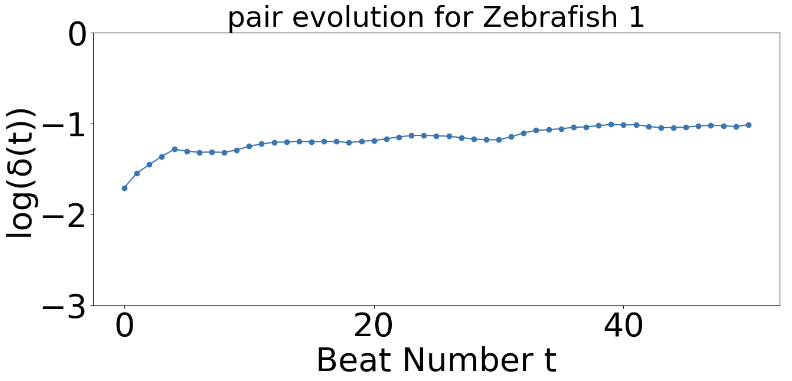 pair evolution for Zebrafish 1
log(δ(t))
0
−1
−2
−3
0 20 40
Beat Number t